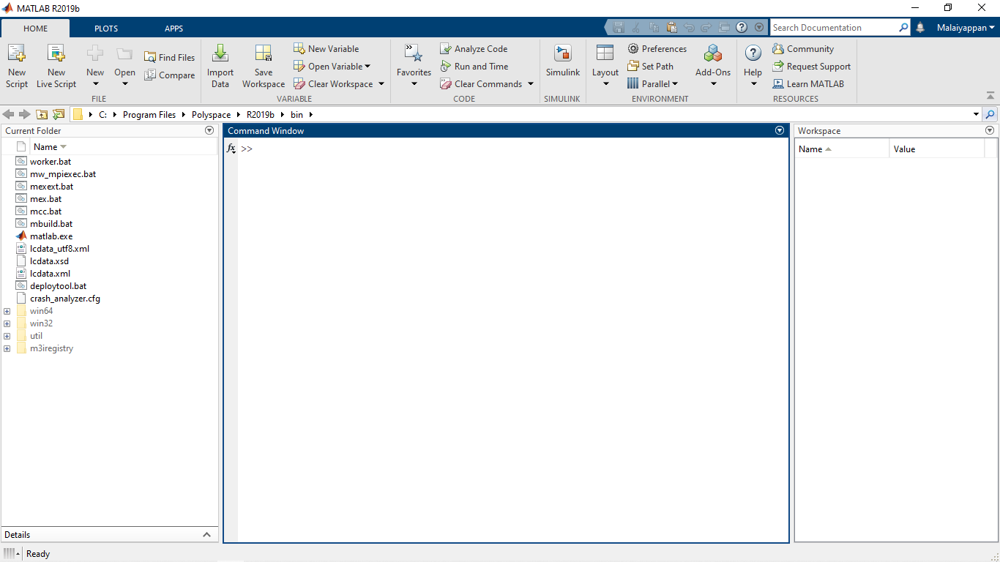 MATLAB R2019b
HOME PLOTS APPS Search Documentation Malaiyappan
New Script New Live Script New Open Find Files Compare Import Data Save Workspace New Variable Open Variable Clear Workspace Favorites Analyze Code Run and Time Clear Commands Simulink Layout Preferences Set Path Parallel Add-Ons Help Community Request Support Learn MATLAB
FILE VARIABLE CODE SIMULINK ENVIRONMENT RESOURCES
C: Program Files Polyspace R2019b bin
Current Folder Command Window Workspace
Name
fx >>
Name Value
worker.bat
mw_mpiexec.bat
mexext.bat
mex.bat
mcc.bat
mbuild.bat
matlab.exe
lcdata_utf8.xml
lcdata.xsd
lcdata.xml
deploytool.bat
crash_analyzer.cfg
win64
win32
util
m3iregistry
Details
Ready